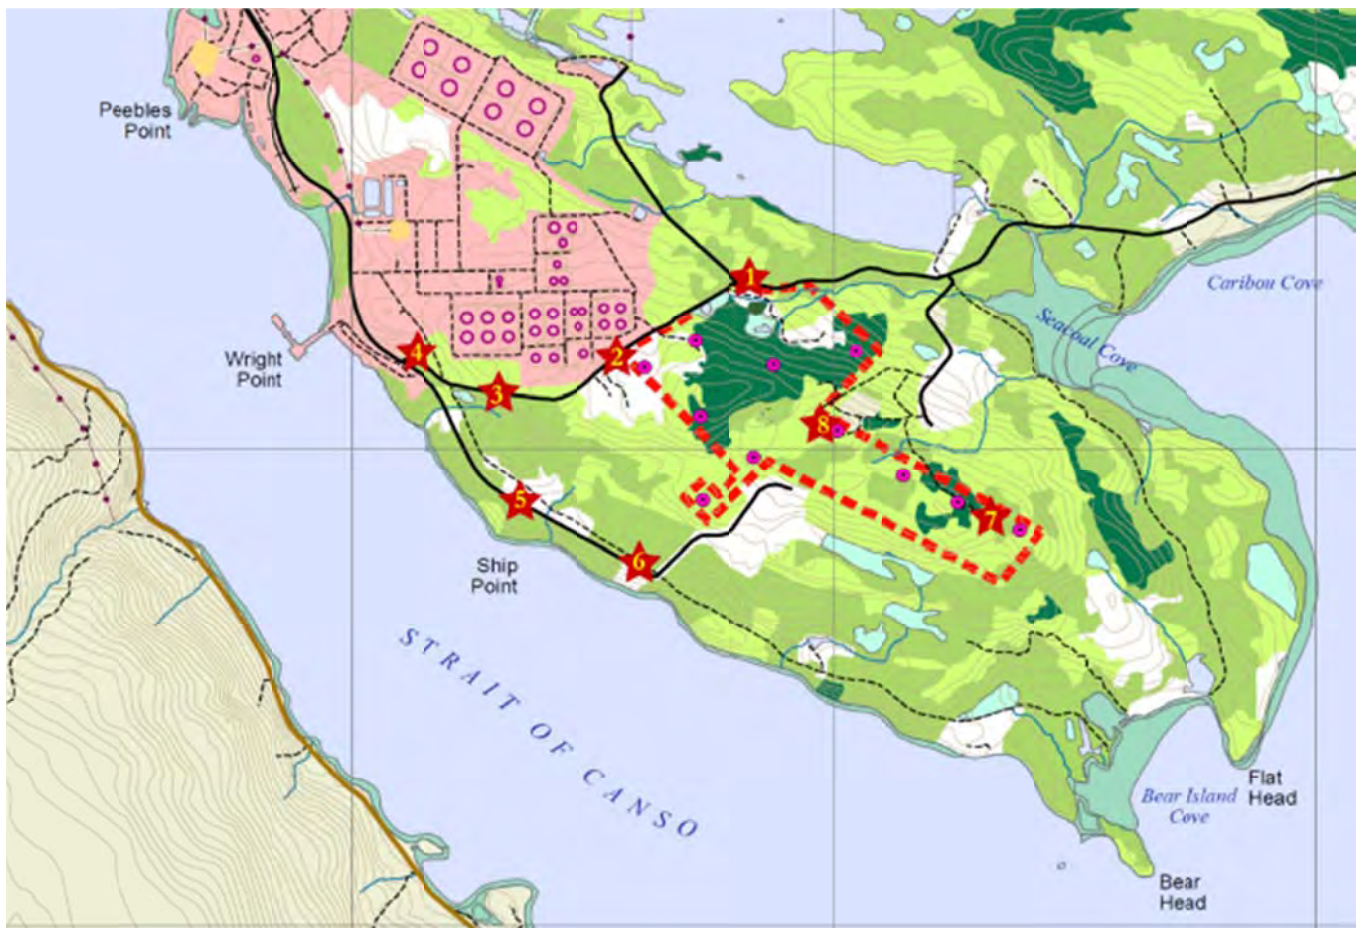 Peebles
Point
Caribou Cove
1
Seacoal Cove
Wright
Point
4
2
3
8
5
7
Ship
Point
6
STRAIT OF CANSO
Flat
Head
Bear Island
Cove
Bear
Head